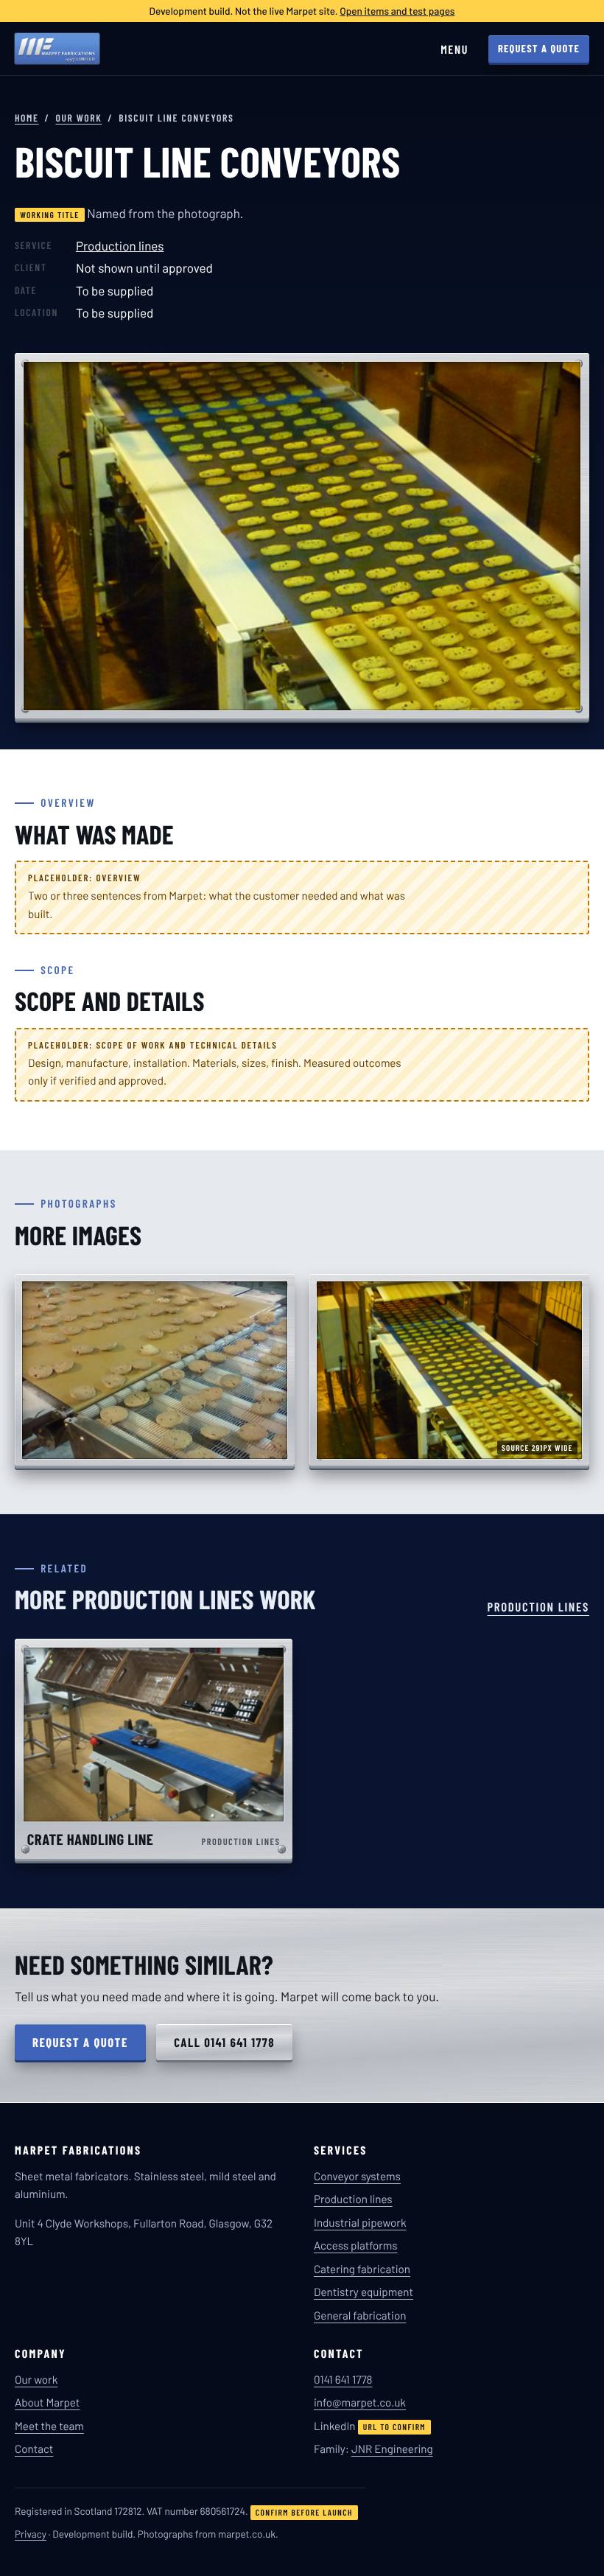 Development build. Not the live Marpet site. Open items and test pages
MF MARPET FABRICATIONS
MENU
REQUEST A QUOTE
HOME / OUR WORK / BISCUIT LINE CONVEYORS
BISCUIT LINE CONVEYORS
WORKING TITLE Named from the photograph.
SERVICE Production lines
CLIENT Not shown until approved
DATE To be supplied
LOCATION To be supplied
OVERVIEW
WHAT WAS MADE
PLACEHOLDER: OVERVIEW
Two or three sentences from Marpet: what the customer needed and what was
built.
SCOPE
SCOPE AND DETAILS
PLACEHOLDER: SCOPE OF WORK AND TECHNICAL DETAILS
Design, manufacture, installation. Materials, sizes, finish. Measured outcomes
only if verified and approved.
PHOTOGRAPHS
MORE IMAGES
SOURCE 291PX WIDE
RELATED
MORE PRODUCTION LINES WORK
PRODUCTION LINES
CRATE HANDLING LINE
PRODUCTION LINES
NEED SOMETHING SIMILAR?
Tell us what you need made and where it is going. Marpet will come back to you.
REQUEST A QUOTE
CALL 0141 641 1778
MARPET FABRICATIONS
Sheet metal fabricators. Stainless steel, mild steel and
aluminium.
Unit 4 Clyde Workshops, Fullarton Road, Glasgow, G32
8YL
SERVICES
Conveyor systems
Production lines
Industrial pipework
Access platforms
Catering fabrication
Dentistry equipment
General fabrication
COMPANY
Our work
About Marpet
Meet the team
Contact
CONTACT
0141 641 1778
info@marpet.co.uk
LinkedIn URL TO CONFIRM
Family: JNR Engineering
Registered in Scotland 172812. VAT number 680561724. CONFIRM BEFORE LAUNCH
Privacy · Development build. Photographs from marpet.co.uk.